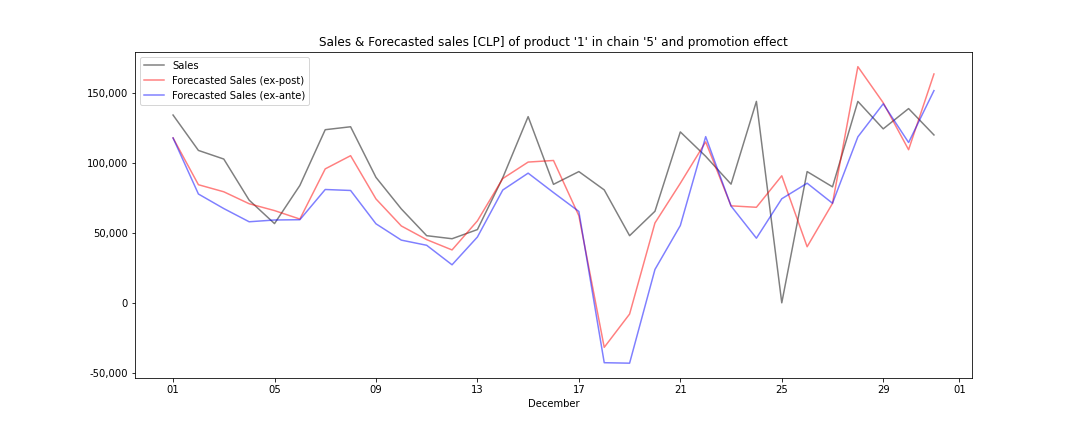 Sales & Forecasted sales [CLP] of product '1' in chain '5' and promotion effect
Sales
Forecasted Sales (ex-post)
Forecasted Sales (ex-ante)
150,000
100,000
50,000
0
-50,000
01 05 09 13 17 21 25 29 01
December